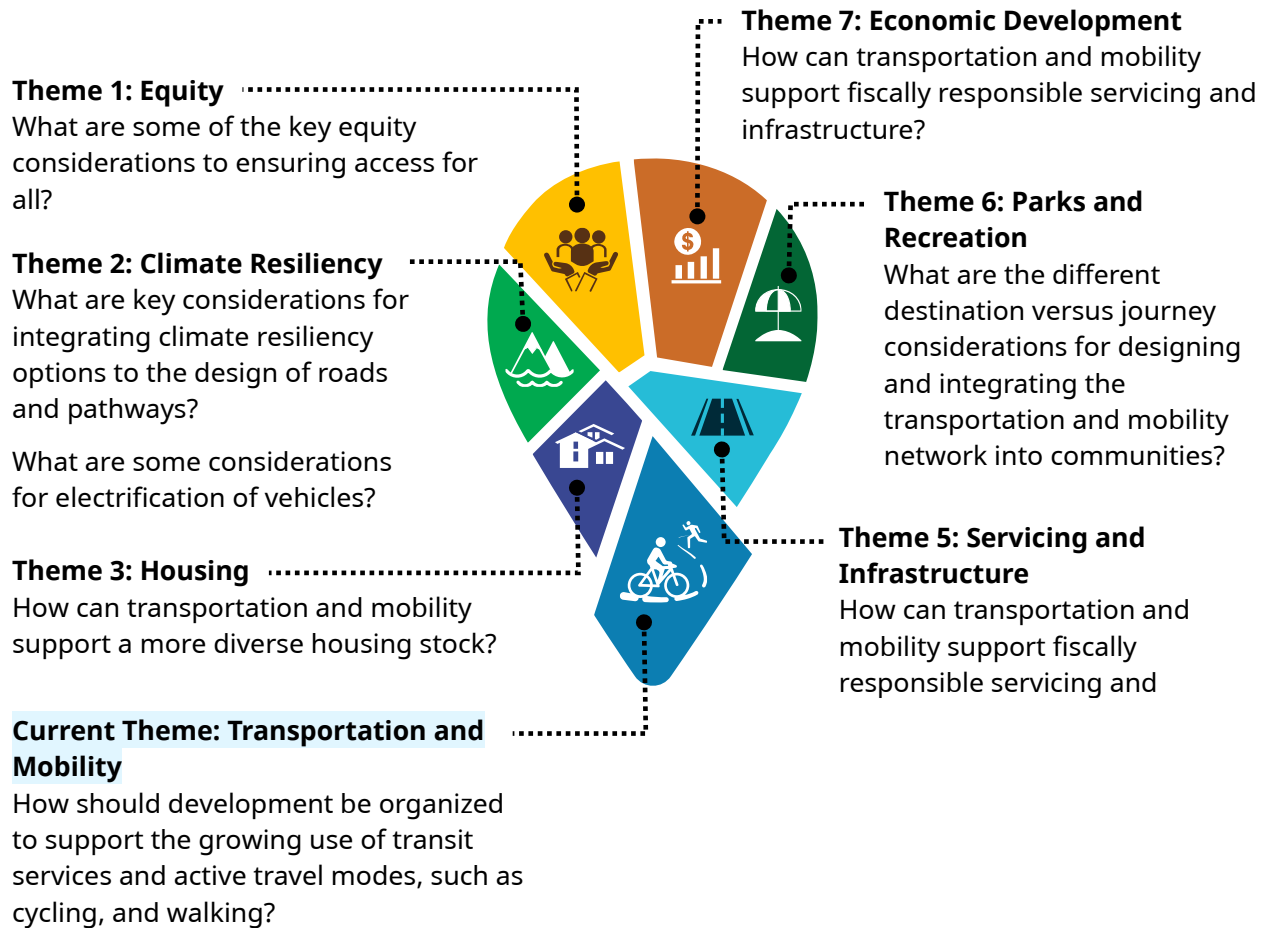 Theme 1: Equity
What are some of the key equity
considerations to ensuring access for
all?
Theme 2: Climate Resiliency
What are key considerations for
integrating climate resiliency
options to the design of roads
and pathways?
What are some considerations
for electrification of vehicles?
Theme 3: Housing
How can transportation and mobility
support a more diverse housing stock?
Current Theme: Transportation and
Mobility
How should development be organized
to support the growing use of transit
services and active travel modes, such as
cycling, and walking?
Theme 7: Economic Development
How can transportation and mobility
support fiscally responsible servicing and
infrastructure?
Theme 6: Parks and
Recreation
What are the different
destination versus journey
considerations for designing
and integrating the
transportation and mobility
network into communities?
Theme 5: Servicing and
Infrastructure
How can transportation and
mobility support fiscally
responsible servicing and
$